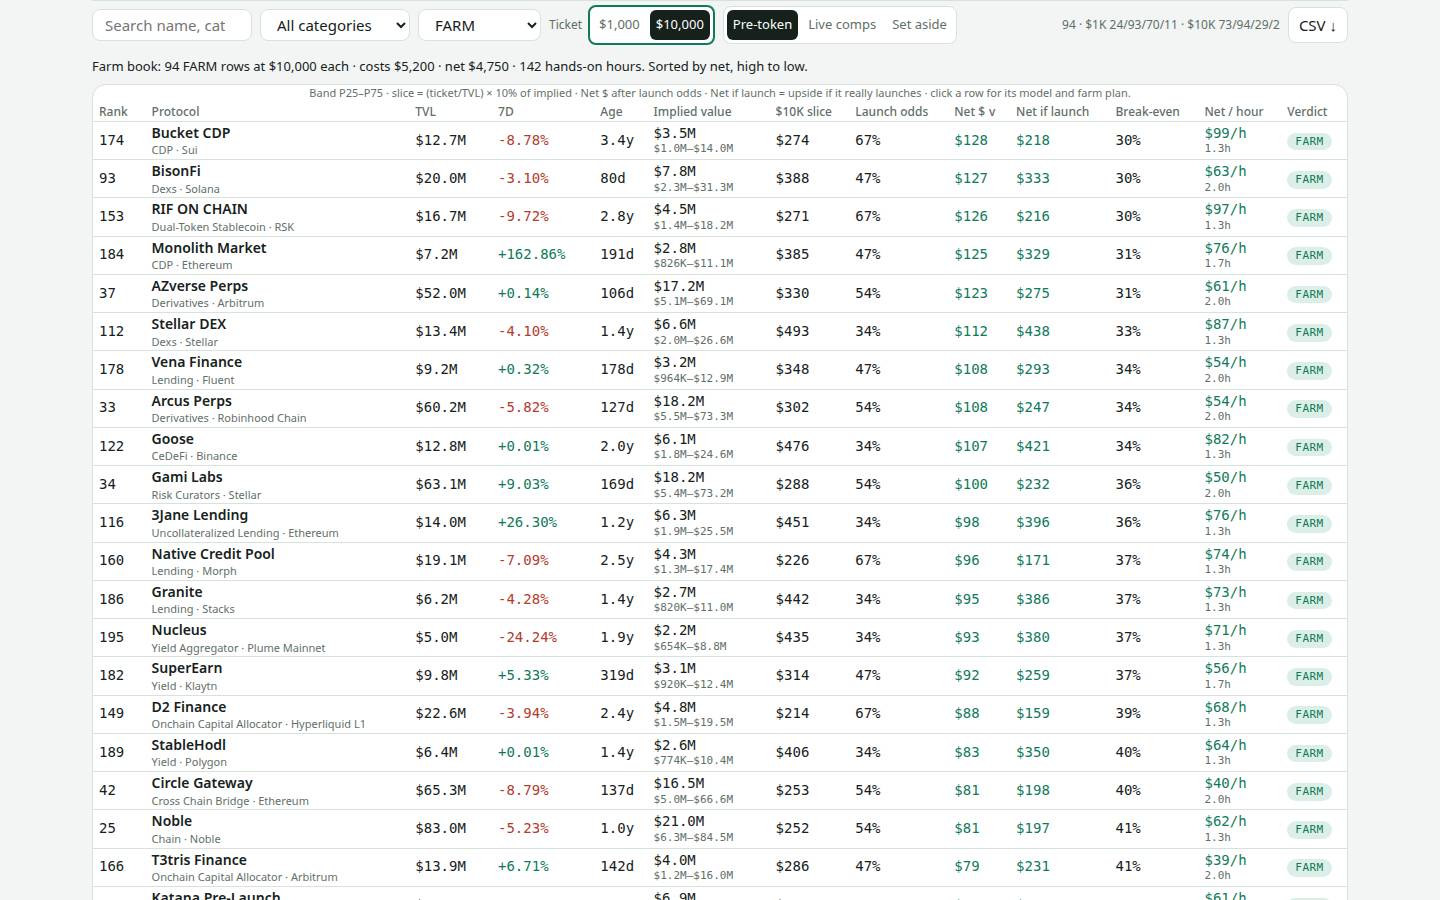 Search name, cat All categories FARM Ticket $1,000 $10,000 Pre-token Live comps Set aside 94 · $1K 24/93/70/11 · $10K 73/94/29/2 CSV ↓
Farm book: 94 FARM rows at $10,000 each · costs $5,200 · net $4,750 · 142 hands-on hours. Sorted by net, high to low.
Band P25–P75 · slice = (ticket/TVL) × 10% of implied · Net $ after launch odds · Net if launch = upside if it really launches · click a row for its model and farm plan.
Rank Protocol TVL 7D Age Implied value $10K slice Launch odds Net $ v Net if launch Break-even Net / hour Verdict
174 Bucket CDP $12.7M -8.78% 3.4y $3.5M $274 67% $128 $218 30% $99/h FARM
CDP · Sui $1.0M–$14.0M 1.3h
93 BisonFi $20.0M -3.10% 80d $7.8M $388 47% $127 $333 30% $63/h FARM
Dexs · Solana $2.3M–$31.3M 2.0h
153 RIF ON CHAIN $16.7M -9.72% 2.8y $4.5M $271 67% $126 $216 30% $97/h FARM
Dual-Token Stablecoin · RSK $1.4M–$18.2M 1.3h
184 Monolith Market $7.2M +162.86% 191d $2.8M $385 47% $125 $329 31% $76/h FARM
CDP · Ethereum $826K–$11.1M 1.7h
37 AZverse Perps $52.0M +0.14% 106d $17.2M $330 54% $123 $275 31% $61/h FARM
Derivatives · Arbitrum $5.1M–$69.1M 2.0h
112 Stellar DEX $13.4M -4.10% 1.4y $6.6M $493 34% $112 $438 33% $87/h FARM
Dexs · Stellar $2.0M–$26.6M 1.3h
178 Vena Finance $9.2M +0.32% 178d $3.2M $348 47% $108 $293 34% $54/h FARM
Lending · Fluent $964K–$12.9M 2.0h
33 Arcus Perps $60.2M -5.82% 127d $18.2M $302 54% $108 $247 34% $54/h FARM
Derivatives · Robinhood Chain $5.5M–$73.3M 2.0h
122 Goose $12.8M +0.01% 2.0y $6.1M $476 34% $107 $421 34% $82/h FARM
CeDeFi · Binance $1.8M–$24.6M 1.3h
34 Gami Labs $63.1M +9.03% 169d $18.2M $288 54% $100 $232 36% $50/h FARM
Risk Curators · Stellar $5.4M–$73.2M 2.0h
116 3Jane Lending $14.0M +26.30% 1.2y $6.3M $451 34% $98 $396 36% $76/h FARM
Uncollateralized Lending · Ethereum $1.9M–$25.5M 1.3h
160 Native Credit Pool $19.1M -7.09% 2.5y $4.3M $226 67% $96 $171 37% $74/h FARM
Lending · Morph $1.3M–$17.4M 1.3h
186 Granite $6.2M -4.28% 1.4y $2.7M $442 34% $95 $386 37% $73/h FARM
Lending · Stacks $820K–$11.0M 1.3h
195 Nucleus $5.0M -24.24% 1.9y $2.2M $435 34% $93 $380 37% $71/h FARM
Yield Aggregator · Plume Mainnet $654K–$8.8M 1.3h
182 SuperEarn $9.8M +5.33% 319d $3.1M $314 47% $92 $259 37% $56/h FARM
Yield · Klaytn $920K–$12.4M 1.7h
149 D2 Finance $22.6M -3.94% 2.4y $4.8M $214 67% $88 $159 39% $68/h FARM
Onchain Capital Allocator · Hyperliquid L1 $1.5M–$19.5M 1.3h
189 StableHodl $6.4M +0.01% 1.4y $2.6M $406 34% $83 $350 40% $64/h FARM
Yield · Polygon $774K–$10.4M 1.3h
42 Circle Gateway $65.3M -8.79% 137d $16.5M $253 54% $81 $198 40% $40/h FARM
Cross Chain Bridge · Ethereum $5.0M–$66.6M 2.0h
25 Noble $83.0M -5.23% 1.0y $21.0M $252 54% $81 $197 41% $62/h FARM
Chain · Noble $6.3M–$84.5M 1.3h
166 T3tris Finance $13.9M +6.71% 142d $4.0M $286 47% $79 $231 41% $39/h FARM
Onchain Capital Allocator · Arbitrum $1.2M–$16.0M 2.0h
Katana Pre-Launch $6.9M $61/h